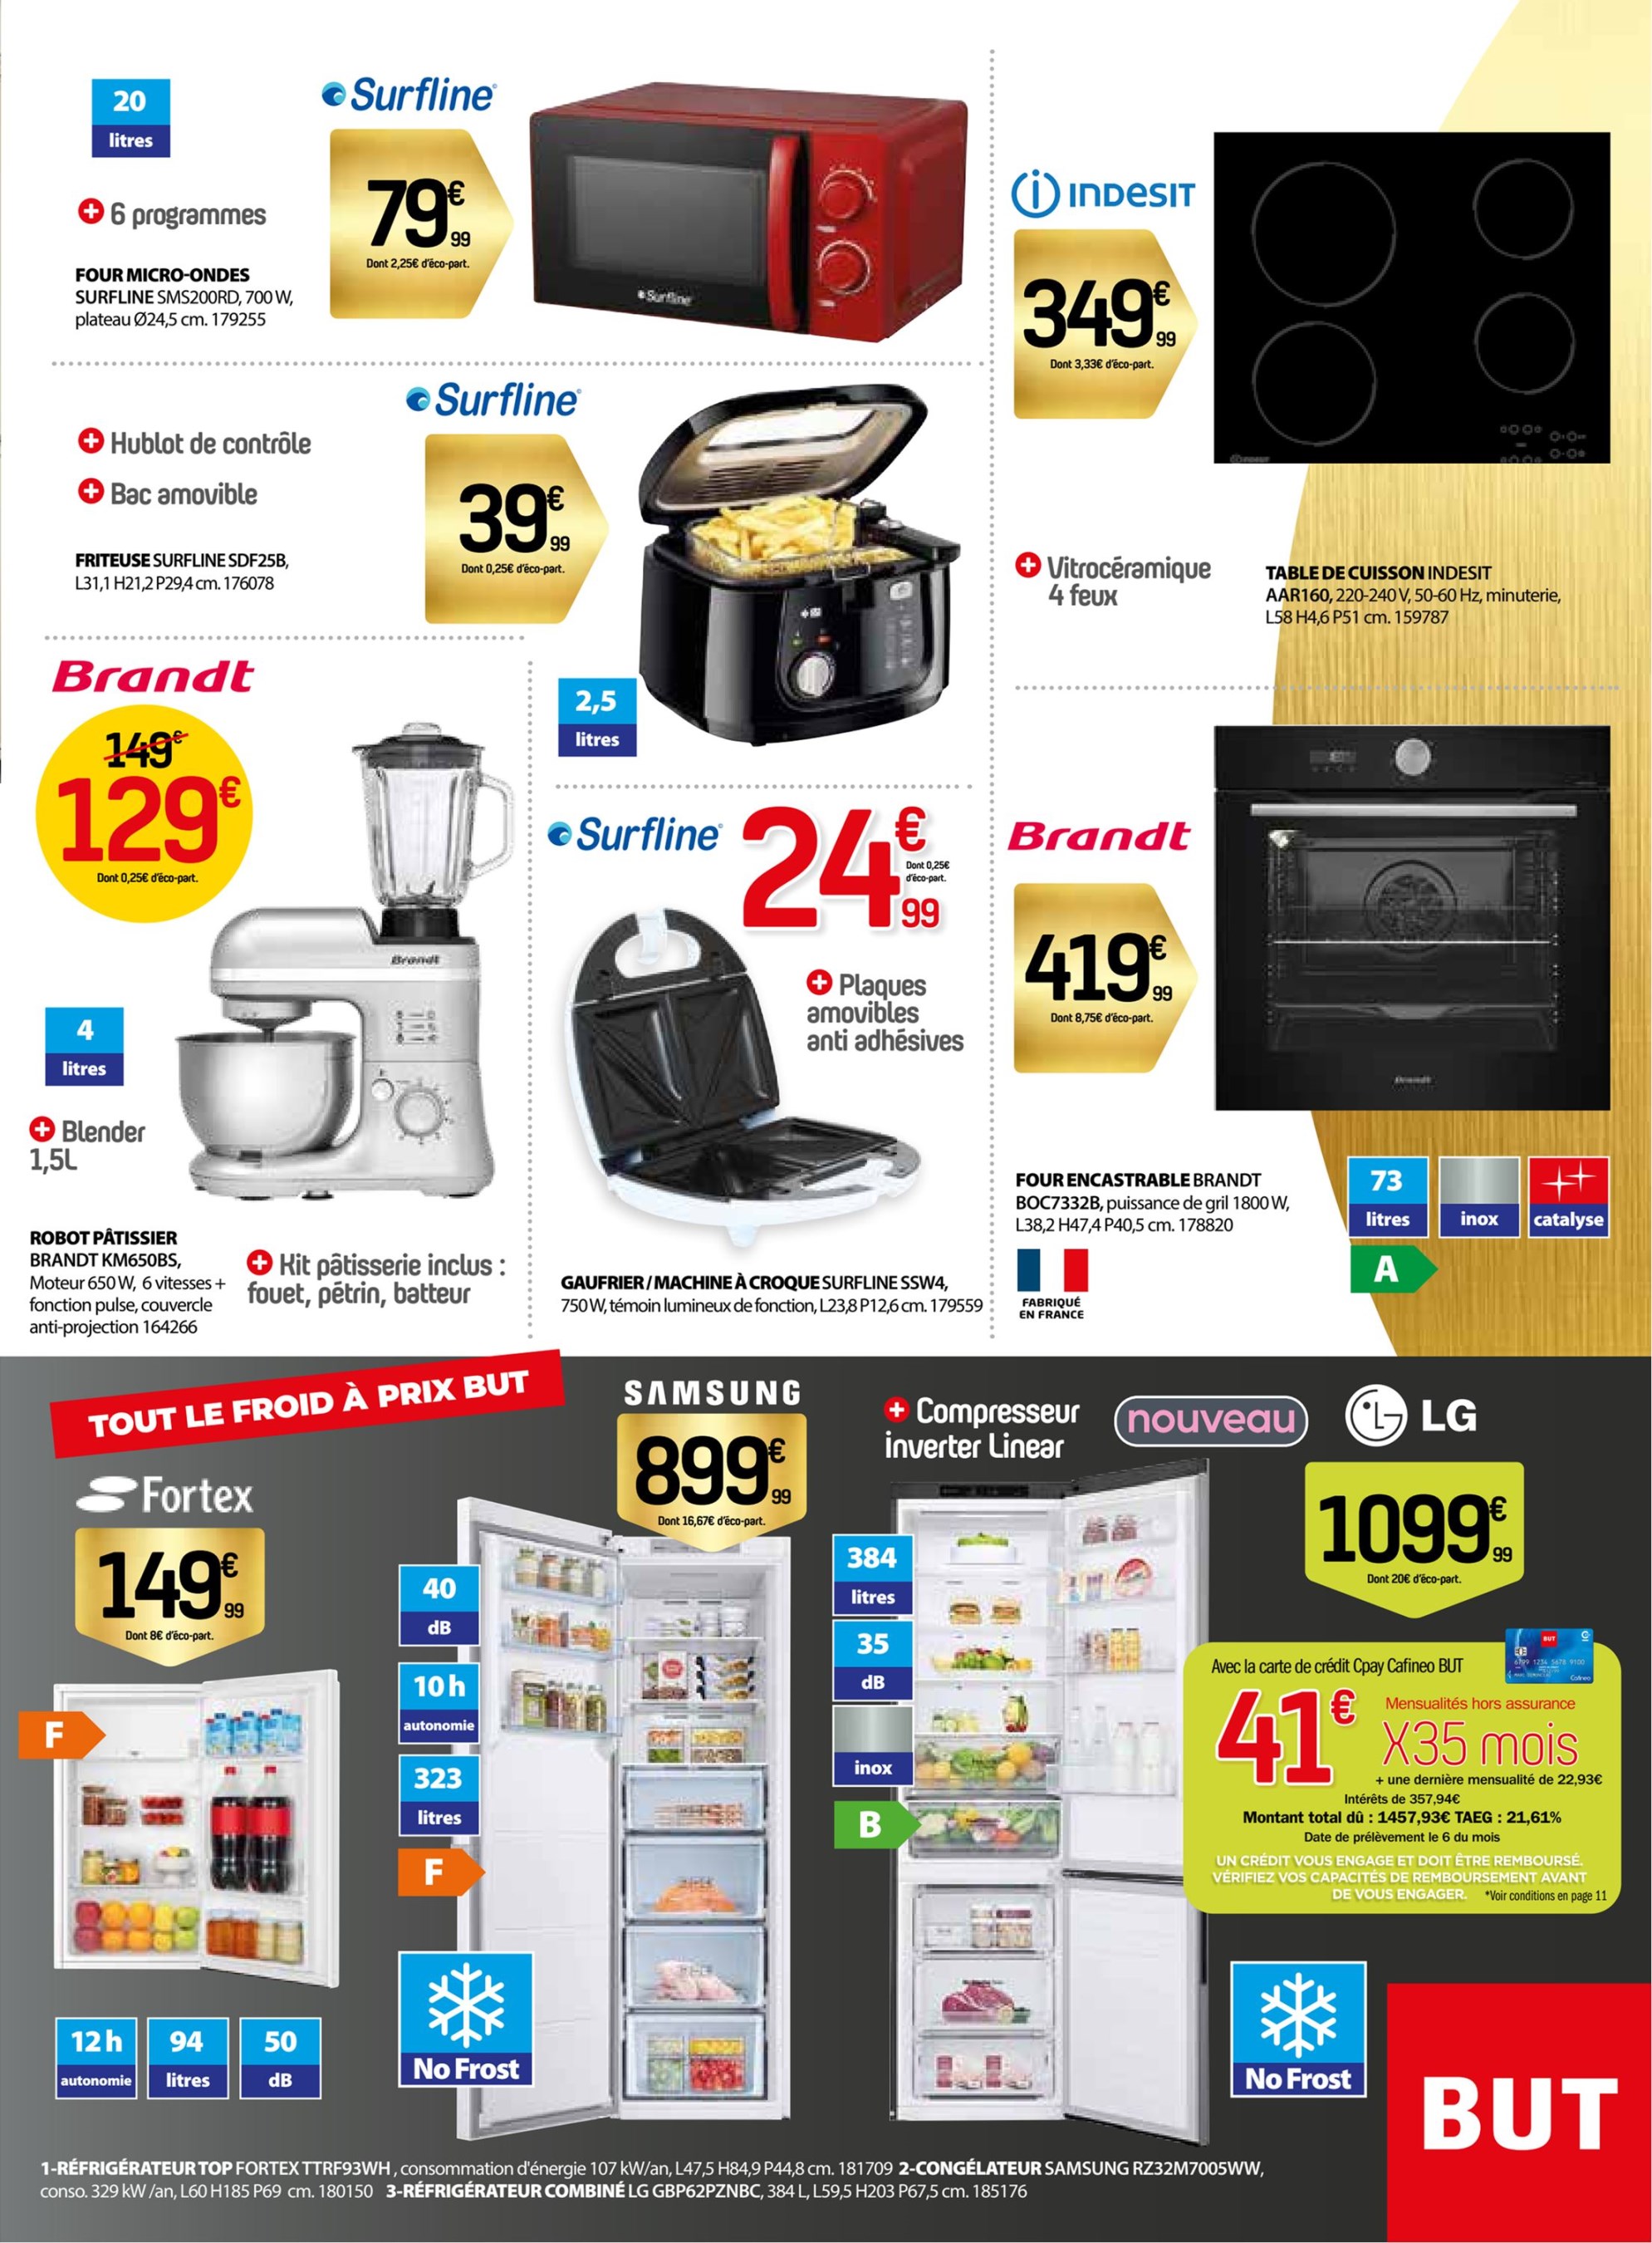 20
litres
Surfline
6 programmes
79€99
Dont 2,25€ d'éco-part.
FOUR MICRO-ONDES
SURFLINE SMS200RD, 700 W,
plateau Ø24,5 cm. 179255
Surfline
INDESIT
349€99
Dont 3,33€ d'éco-part.
Vitrocéramique
4 feux
TABLE DE CUISSON INDESIT
AAR160, 220-240 V, 50-60 Hz, minuterie,
L58 H4,6 P51 cm. 159787
Surfline
Hublot de contrôle
Bac amovible
39€99
Dont 0,25€ d'éco-part.
FRITEUSE SURFLINE SDF25B,
L31,1 H21,2 P29,4 cm. 176078
2,5
litres
Brandt
149€
129€
Dont 0,25€ d'éco-part.
Brandt
4
litres
Blender
1,5L
ROBOT PÂTISSIER
BRANDT KM650BS,
Moteur 650 W, 6 vitesses +
fonction pulse, couvercle
anti-projection 164266
Kit pâtisserie inclus :
fouet, pétrin, batteur
Surfline
24€99
Dont 0,25€
d'éco-part.
Plaques
amovibles
anti adhésives
GAUFRIER / MACHINE À CROQUE SURFLINE SSW4,
750 W, témoin lumineux de fonction, L23,8 P12,6 cm. 179559
Brandt
419€99
Dont 8,75€ d'éco-part.
Brandt
FOUR ENCASTRABLE BRANDT
BOC7332B, puissance de gril 1800 W,
L38,2 H47,4 P40,5 cm. 178820
FABRIQUÉ
EN FRANCE
73
litres
inox
catalyse
A
TOUT LE FROID À PRIX BUT
Fortex
149€99
Dont 8€ d'éco-part.
F
12 h
autonomie
94
litres
50
dB
SAMSUNG
899€99
Dont 16,67€ d'éco-part.
40
dB
10 h
autonomie
323
litres
F
No Frost
Compresseur
inverter Linear
nouveau
LG
1099€99
Dont 20€ d'éco-part.
384
litres
35
dB
inox
B
Avec la carte de crédit Cpay Cafineo BUT
BUT
41€
Mensualités hors assurance
X35 mois
+ une dernière mensualité de 22,93€
Intérêts de 357,94€
Montant total dû : 1457,93€ TAEG : 21,61%
Date de prélèvement le 6 du mois
UN CRÉDIT VOUS ENGAGE ET DOIT ÊTRE REMBOURSÉ.
VÉRIFIEZ VOS CAPACITÉS DE REMBOURSEMENT AVANT
DE VOUS ENGAGER. *Voir conditions en page 11
No Frost
BUT
1-RÉFRIGÉRATEUR TOP FORTEX TTRF93WH , consommation d'énergie 107 kW/an, L47,5 H84,9 P44,8 cm. 181709 2-CONGÉLATEUR SAMSUNG RZ32M7005WW,
conso. 329 kW /an, L60 H185 P69 cm. 180150 3-RÉFRIGÉRATEUR COMBINÉ LG GBP62PZNBC, 384 L, L59,5 H203 P67,5 cm. 185176